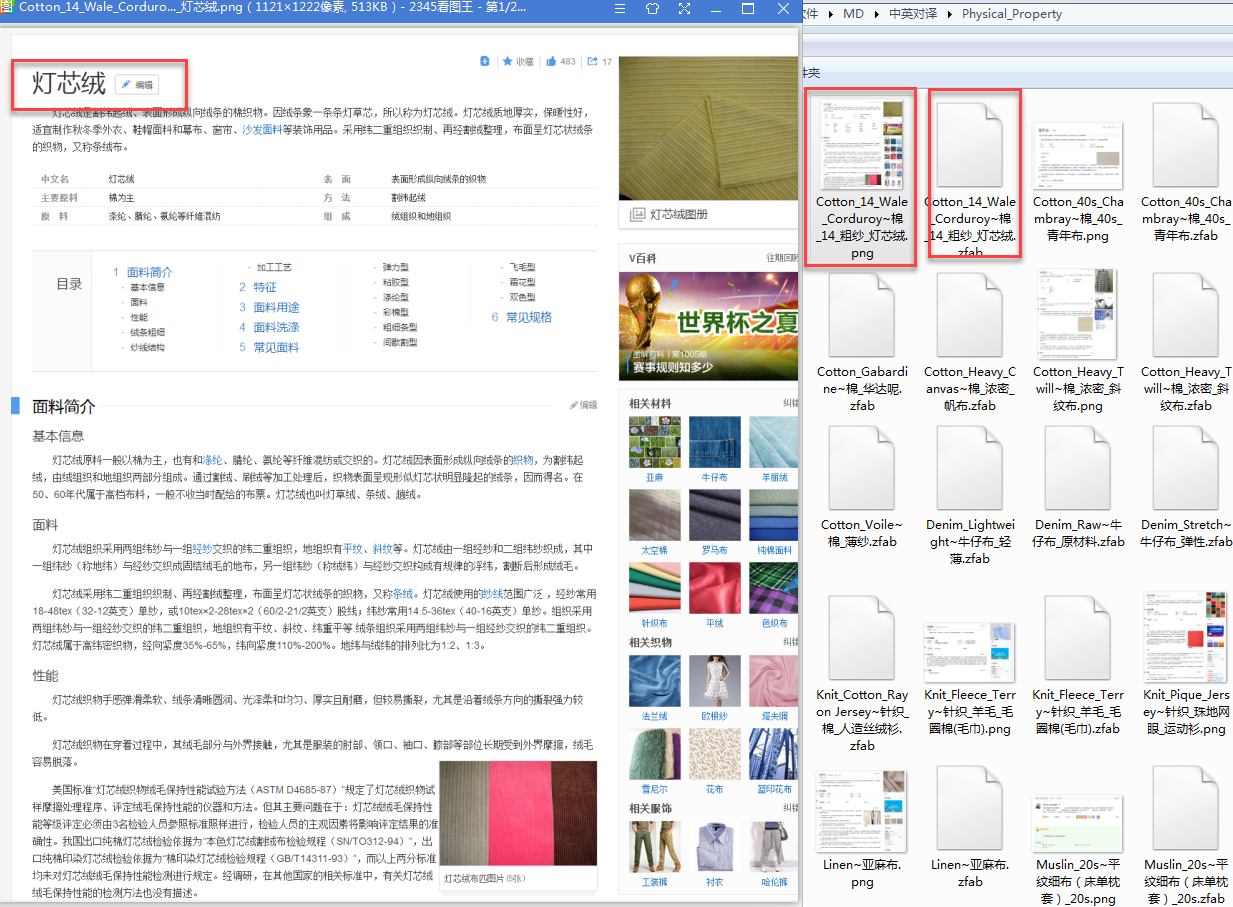 Cotton_14_Wale_Corduro..._灯芯绒.png ( 1121×1222像素, 513KB ) - 2345看图王 - 第1/2...
灯芯绒 编辑
收藏 483 17
灯芯绒是割纬起绒、表面形成纵向绒条的棉织物。因绒条象一条条灯草芯，所以称为灯芯绒。灯芯绒质地厚实，保暖性好，
适宜制作秋冬季外衣、鞋帽面料和幕布、窗帘、沙发面料等装饰用品。采用纬二重组织织制、再经割绒整理，布面呈灯芯状绒条
的织物，又称条绒布。
中文名 灯芯绒 表 面 表面形成纵向绒条的织物
主要原料 棉为主 方 法 割纬起绒
原 料 涤纶、腈纶、氨纶等纤维混纺 组 成 绒组织和地组织
灯芯绒图册
目录
1 面料简介
基本信息
面料
性能
绒条粗细
纱线结构
加工工艺
2 特征
3 面料用途
4 面料洗涤
5 常见面料
弹力型
粘胶型
涤纶型
彩棉型
粗细条型
间歇割型
飞毛型
霜花型
双色型
6 常见规格
面料简介 编辑
基本信息
灯芯绒原料一般以棉为主，也有和涤纶、腈纶、氨纶等纤维混纺或交织的。灯芯绒因表面形成纵向绒条的织物，为割纬起
绒，由绒组织和地组织两部分组成。通过割绒、刷绒等加工处理后，织物表面呈现形似灯芯状明显隆起的绒条，因而得名。在
50、60年代属于高档布料，一般不收当时配给的布票。灯芯绒也叫灯草绒、条绒、趟绒。
面料
灯芯绒组织采用两组纬纱与一组经纱交织的纬二重组织，地组织有平纹、斜纹等。灯芯绒由一组经纱和二组纬纱织成，其中
一组纬纱（称地纬）与经纱交织成固结绒毛的地布，另一组纬纱（称绒纬）与经纱交织构成有规律的浮纬，割断后形成绒毛。
灯芯绒采用纬二重组织织制、再经割绒整理，布面呈灯芯状绒条的织物，又称条绒。灯芯绒使用的纱线范围广泛 ，经纱常用
18-48tex（32-12英支）单纱，或10tex×2-28tex×2（60/2-21/2英支）股线；纬纱常用14.5-36tex（40-16英支）单纱。组织采用
两组纬纱与一组经纱交织的纬二重组织，地组织有平纹、斜纹、纬重平等 绒条组织采用两组纬纱与一组经纱交织的纬二重组织。
灯芯绒属于高纬密织物，经向紧度35%-65%，纬向紧度110%-200%。地纬与绒纬的排列比为1:2、1:3。
性能
灯芯绒织物手感弹滑柔软、绒条清晰圆润、光泽柔和均匀、厚实且耐磨，但较易撕裂，尤其是沿着绒条方向的撕裂强力较
低。
灯芯绒织物在穿着过程中，其绒毛部分与外界接触，尤其是服装的肘部、领口、袖口、膝部等部位长期受到外界摩擦，绒毛
容易脱落。
美国标准“灯芯绒织物绒毛保持性能试验方法（ASTM D4685-87）”规定了灯芯绒织物试
样摩擦处理程序、评定绒毛保持性能的仪器和方法。但其主要问题在于：灯芯绒绒毛保持性
能等级评定必须由3名检验人员参照标准照样进行，检验人员的主观因素将影响评定结果的准
确性。我国出口纯棉灯芯绒检验依据为“本色灯芯绒割绒布检验规程（SN/TO312-94）”，出
口纯棉印染灯芯绒检验依据为“棉印染灯芯绒检验规程（GB/T14311-93）”，而以上两分标准
均未对灯芯绒绒毛保持性能检测进行规定。经调研，在其他国家的相关标准中，有关灯芯绒
绒毛保持性能的检测方法也没有描述。
灯芯绒布匹图片(5张)
V百科 往期回顾
世界杯之夏
图解百科 | 第1005期
赛事规则知多少
相关材料 纠错
亚麻 牛仔布 羊丽绒
太空棉 罗马布 纯棉面料
针织布 平绒 色织布
相关织物 纠错
法兰绒 欧根纱 塔夫绸
雪尼尔 花布 蓝印花布
相关服饰 纠错
工装裤 衬衣 哈伦裤
件 MD 中英对译 Physical_Property
件夹
Cotton_14_Wale
_Corduroy~棉
_14_粗纱_灯芯绒.
png
Cotton_14_Wale
_Corduroy~棉
_14_粗纱_灯芯绒.
zfab
Cotton_40s_Cha
mbray~棉_40s_
青年布.png
Cotton_40s_Cha
mbray~棉_40s_
青年布.zfab
Cotton_Gabardi
ne~棉_华达呢.
zfab
Cotton_Heavy_C
anvas~棉_浓密_
帆布.zfab
Cotton_Heavy_T
will~棉_浓密_斜
纹布.png
Cotton_Heavy_T
will~棉_浓密_斜
纹布.zfab
Cotton_Voile~
棉_薄纱.zfab
Denim_Lightwei
ght~牛仔布_轻
薄.zfab
Denim_Raw~牛
仔布_原材料.zfab
Denim_Stretch~
牛仔布_弹性.zfab
Knit_Cotton_Ray
on Jersey~针织_
棉_人造丝绒衫.
zfab
Knit_Fleece_Terr
y~针织_羊毛_毛
圈棉(毛巾).png
Knit_Fleece_Terr
y~针织_羊毛_毛
圈棉(毛巾).zfab
Knit_Pique_Jers
ey~针织_珠地网
眼_运动衫.png
Linen~亚麻布.
png
Linen~亚麻布.
zfab
Muslin_20s~平
纹细布（床单枕
套）_20s.png
Muslin_20s~平
纹细布（床单枕
套）_20s.zfab